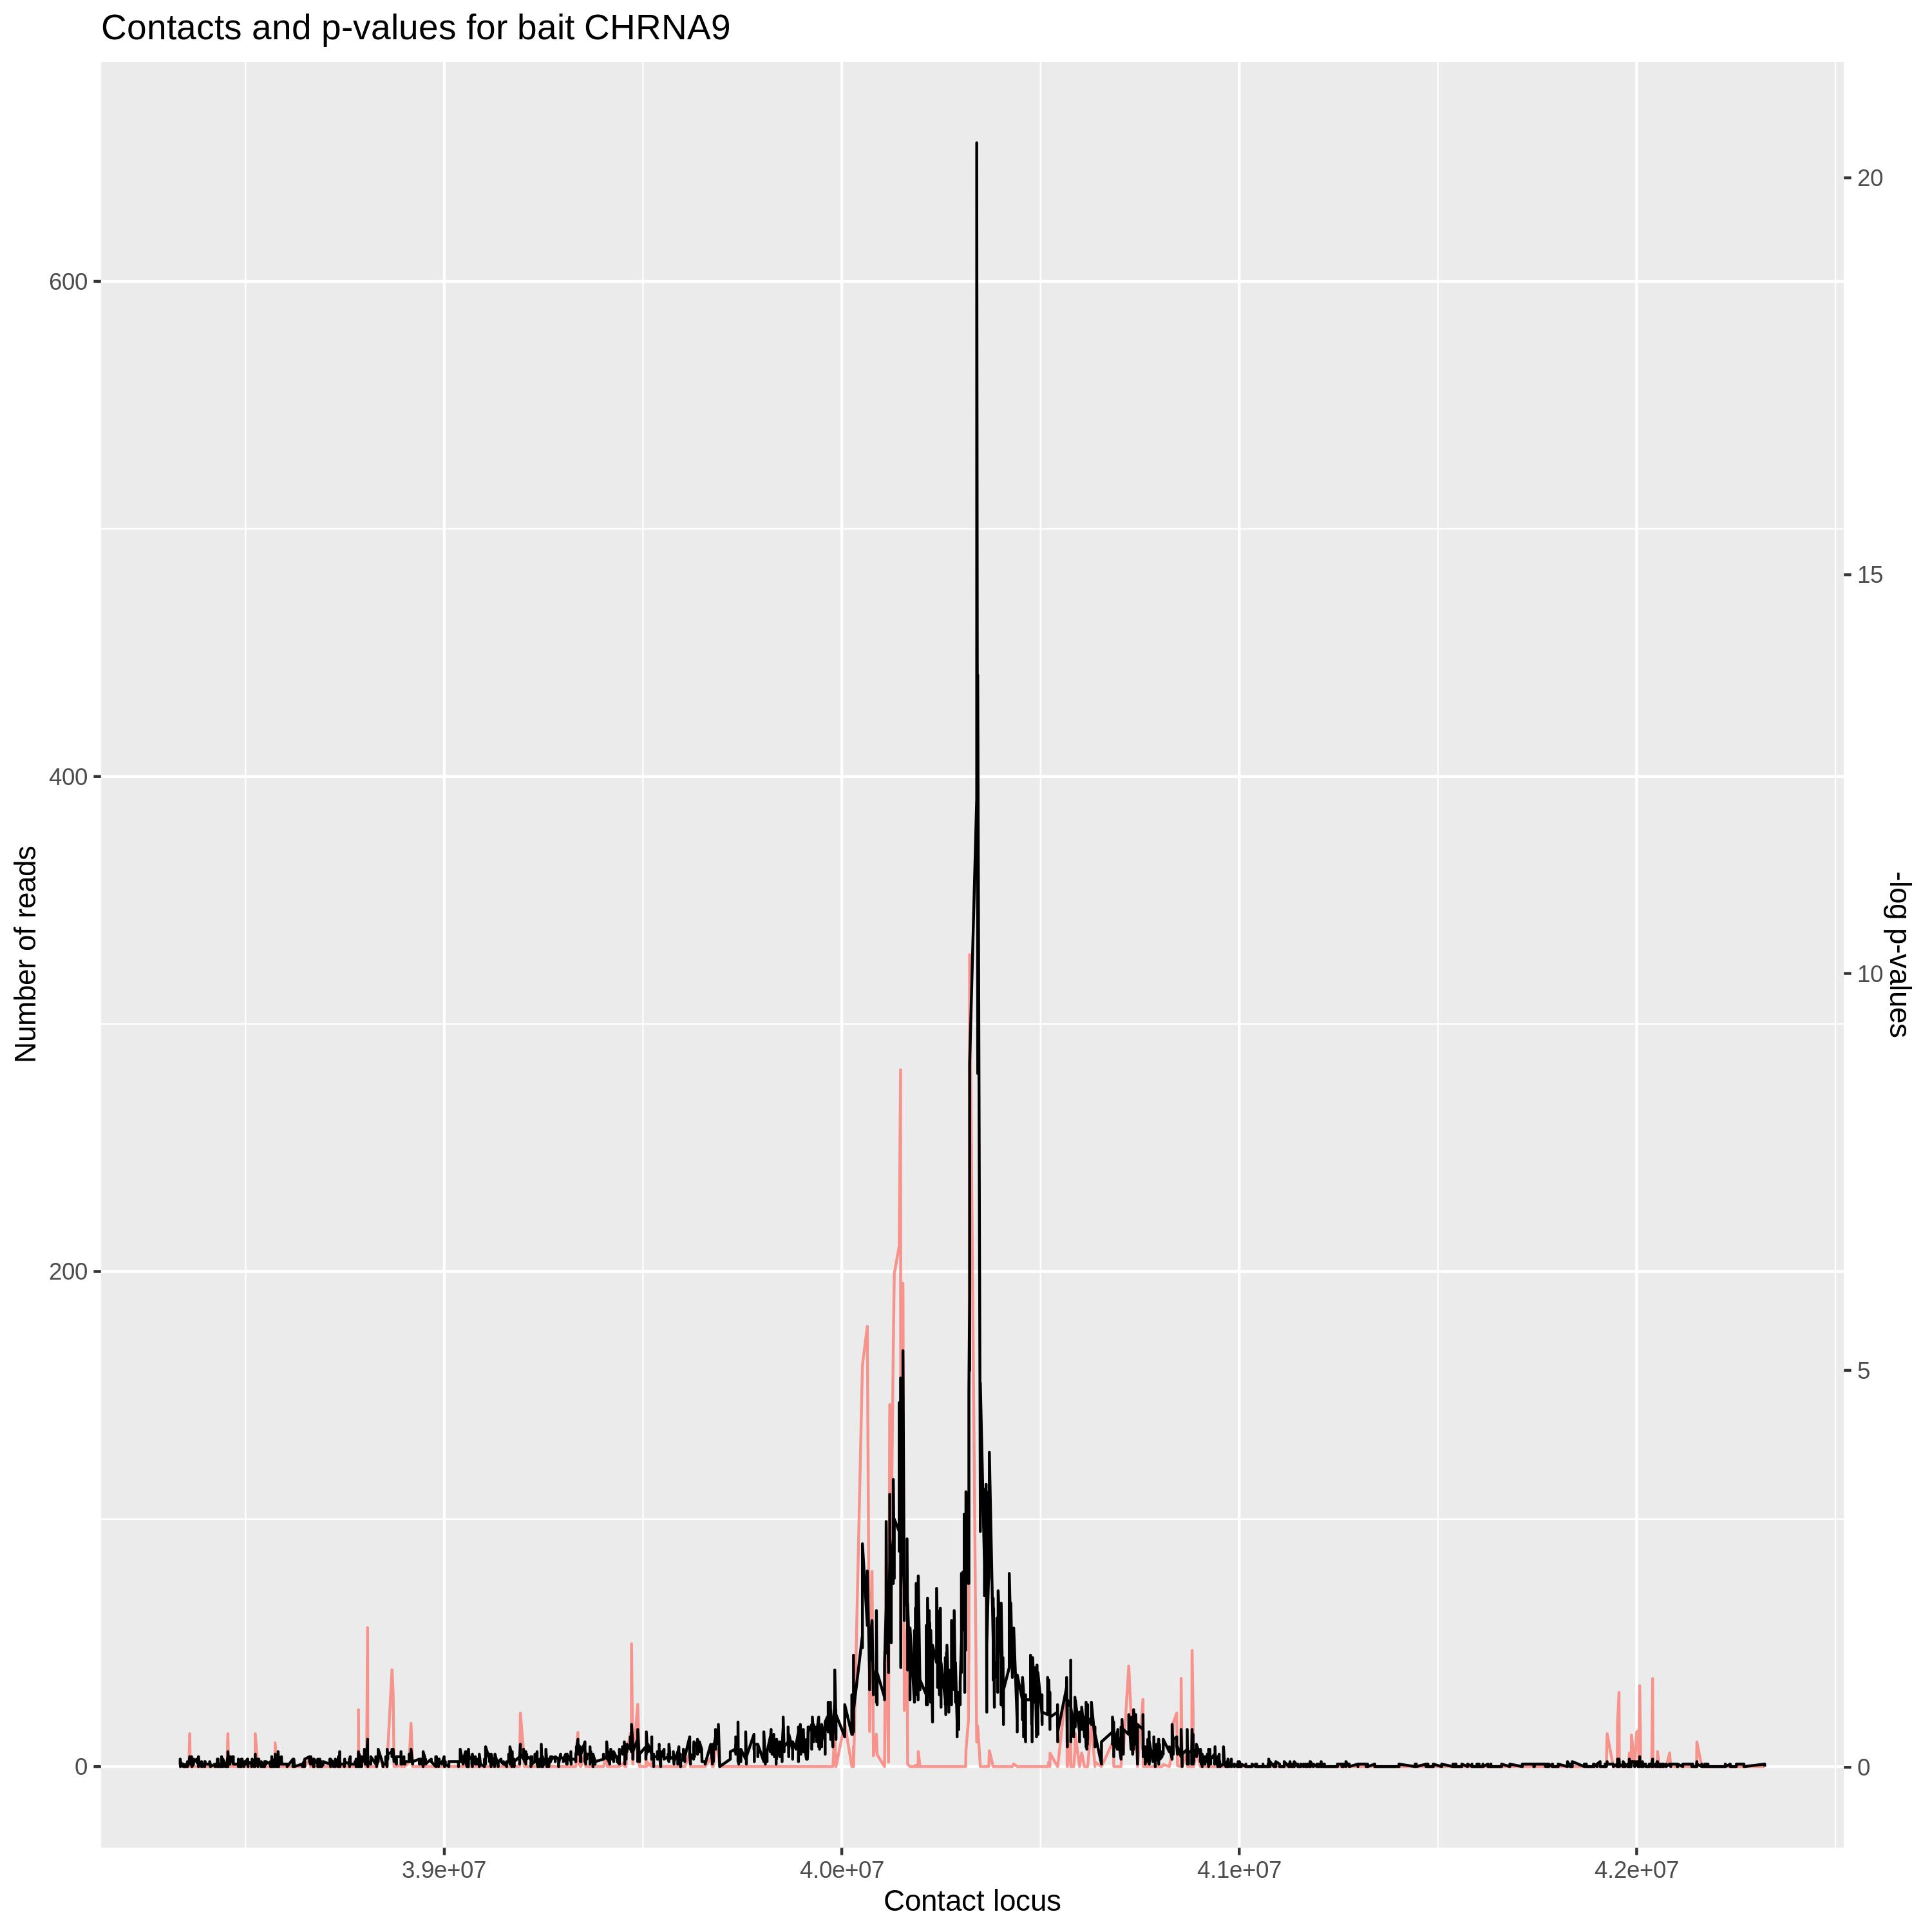 Contacts and p-values for bait CHRNA9
Number of reads
600
400
200
0
20
15
10
5
0
-log p-values
3.9e+07
4.0e+07
4.1e+07
4.2e+07
Contact locus